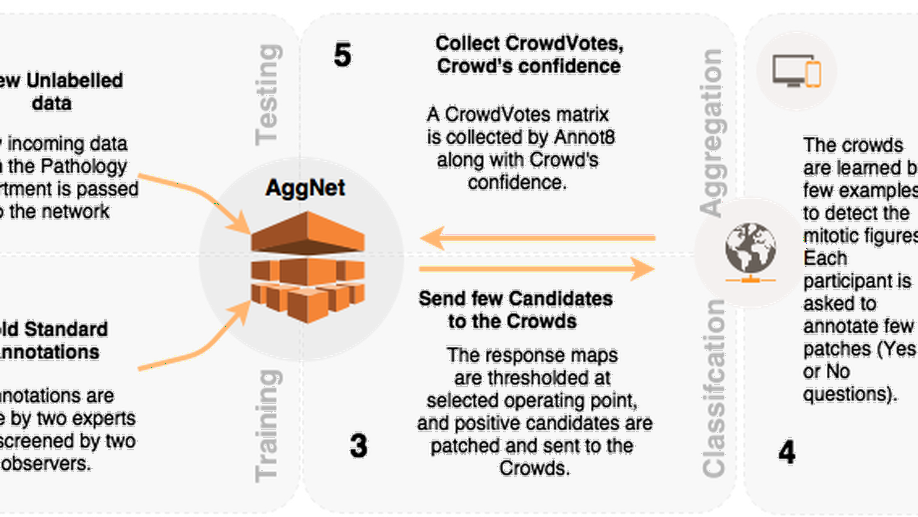 ew Unlabelled
data
incoming data
the Pathology
rtment is passed
the network
old Standard
nnotations
nnotations are
e by two experts
screened by two
observers.
Testing
Training
AggNet
5
Collect CrowdVotes,
Crowd's confidence
A CrowdVotes matrix
is collected by Annot8
along with Crowd's
confidence.
Send few Candidates
to the Crowds
The response maps
are thresholded at
selected operating point,
and positive candidates are
patched and sent to the
Crowds.
3
Aggregation
Classifcation
The crowds
are learned b
few examples
to detect the
mitotic figures
Each
participant is
asked to
annotate few
patches (Yes
or No
questions).
4